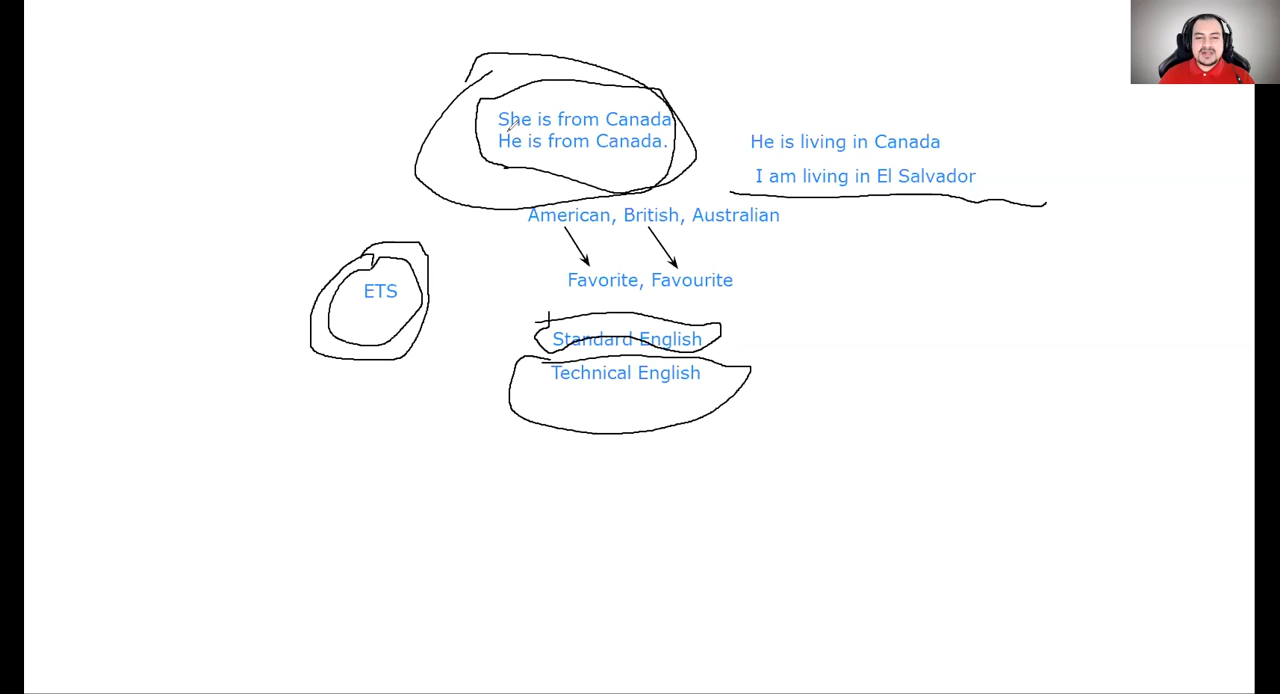 She is from Canada
He is from Canada.
He is living in Canada
I am living in El Salvador
American, British, Australian
Favorite, Favourite
ETS
Standard English
Technical English